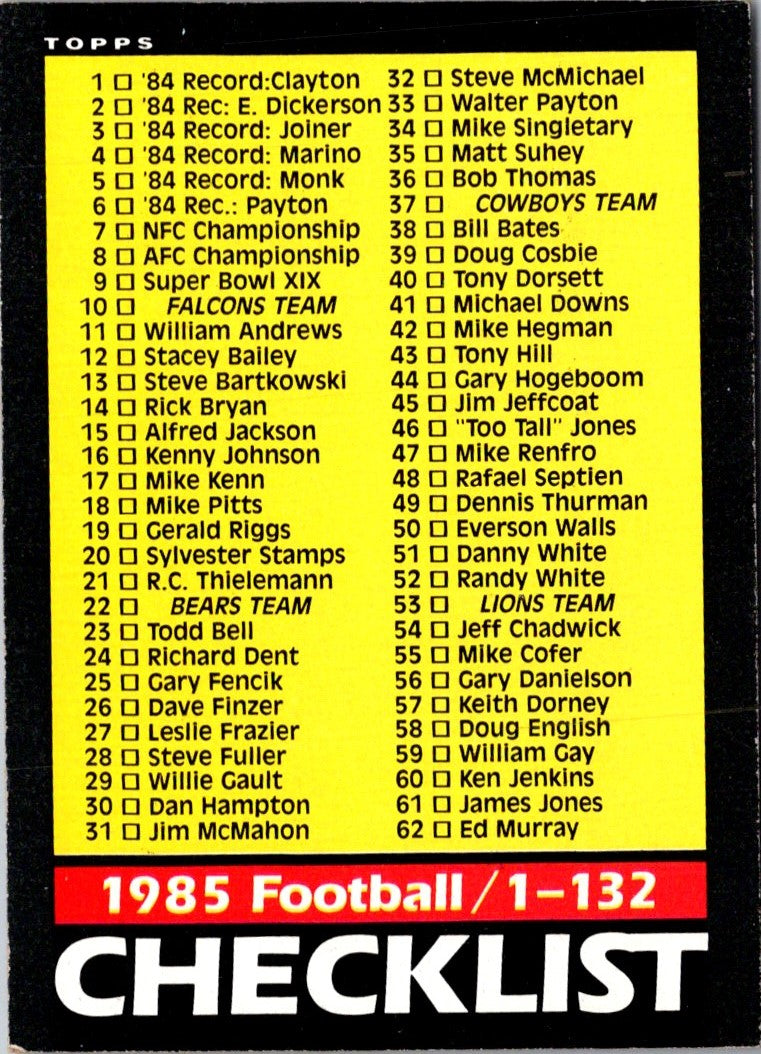 TOPPS
1 □ '84 Record:Clayton
2 □ '84 Rec: E. Dickerson
3 □ '84 Record: Joiner
4 □ '84 Record: Marino
5 □ '84 Record: Monk
6 □ '84 Rec.: Payton
7 □ NFC Championship
8 □ AFC Championship
9 □ Super Bowl XIX
10 □ FALCONS TEAM
11 □ William Andrews
12 □ Stacey Bailey
13 □ Steve Bartkowski
14 □ Rick Bryan
15 □ Alfred Jackson
16 □ Kenny Johnson
17 □ Mike Kenn
18 □ Mike Pitts
19 □ Gerald Riggs
20 □ Sylvester Stamps
21 □ R.C. Thielemann
22 □ BEARS TEAM
23 □ Todd Bell
24 □ Richard Dent
25 □ Gary Fencik
26 □ Dave Finzer
27 □ Leslie Frazier
28 □ Steve Fuller
29 □ Willie Gault
30 □ Dan Hampton
31 □ Jim McMahon
32 □ Steve McMichael
33 □ Walter Payton
34 □ Mike Singletary
35 □ Matt Suhey
36 □ Bob Thomas
37 □ COWBOYS TEAM
38 □ Bill Bates
39 □ Doug Cosbie
40 □ Tony Dorsett
41 □ Michael Downs
42 □ Mike Hegman
43 □ Tony Hill
44 □ Gary Hogeboom
45 □ Jim Jeffcoat
46 □ "Too Tall" Jones
47 □ Mike Renfro
48 □ Rafael Septien
49 □ Dennis Thurman
50 □ Everson Walls
51 □ Danny White
52 □ Randy White
53 □ LIONS TEAM
54 □ Jeff Chadwick
55 □ Mike Cofer
56 □ Gary Danielson
57 □ Keith Dorney
58 □ Doug English
59 □ William Gay
60 □ Ken Jenkins
61 □ James Jones
62 □ Ed Murray
1985 Football/1-132
CHECKLIST